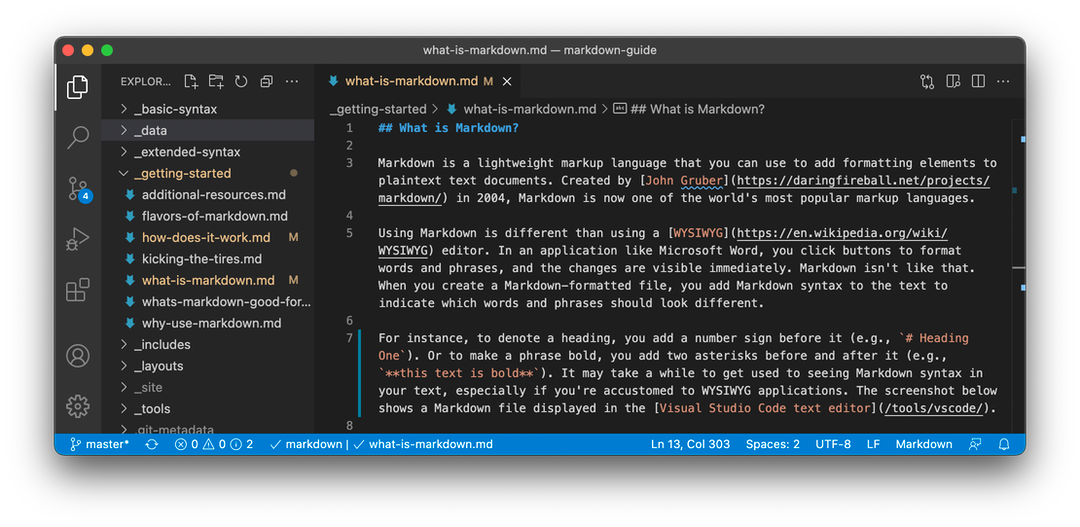 what-is-markdown.md — markdown-guide
EXPLOR...
what-is-markdown.md M
_getting-started > what-is-markdown.md > abc ## What is Markdown?
_basic-syntax
_data
_extended-syntax
_getting-started
additional-resources.md
flavors-of-markdown.md
how-does-it-work.md M
kicking-the-tires.md
what-is-markdown.md M
whats-markdown-good-for...
why-use-markdown.md
_includes
_layouts
_site
_tools
.git-metadata
4
1 ## What is Markdown?
2
3 Markdown is a lightweight markup language that you can use to add formatting elements to
plaintext text documents. Created by [John Gruber](https://daringfireball.net/projects/
markdown/) in 2004, Markdown is now one of the world's most popular markup languages.
4
5 Using Markdown is different than using a [WYSIWYG](https://en.wikipedia.org/wiki/
WYSIWYG) editor. In an application like Microsoft Word, you click buttons to format
words and phrases, and the changes are visible immediately. Markdown isn't like that.
When you create a Markdown-formatted file, you add Markdown syntax to the text to
indicate which words and phrases should look different.
6
7 For instance, to denote a heading, you add a number sign before it (e.g., `# Heading
One`). Or to make a phrase bold, you add two asterisks before and after it (e.g.,
`**this text is bold**`). It may take a while to get used to seeing Markdown syntax in
your text, especially if you're accustomed to WYSIWYG applications. The screenshot below
shows a Markdown file displayed in the [Visual Studio Code text editor](/tools/vscode/).
8
master* 0 0 2 markdown | what-is-markdown.md Ln 13, Col 303 Spaces: 2 UTF-8 LF Markdown